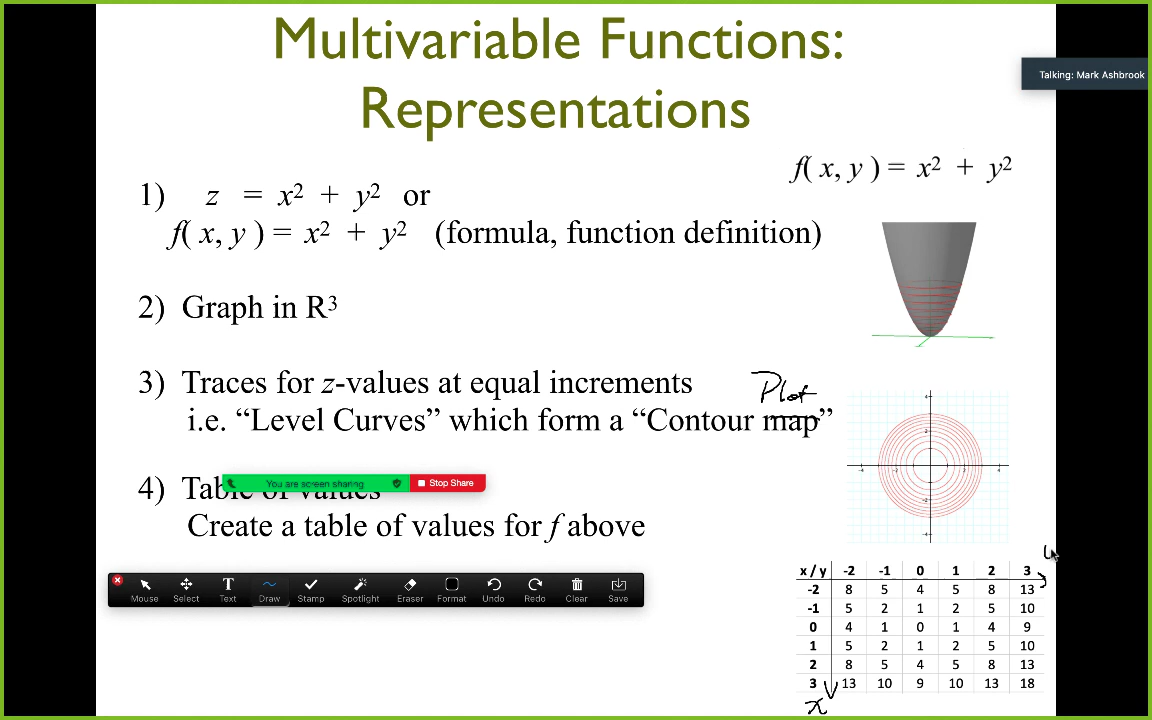 Multivariable Functions:
Representations
Talking: Mark Ashbrook
f( x, y ) = x² + y²
1) z = x² + y² or
f( x, y ) = x² + y² (formula, function definition)
2) Graph in R³
3) Traces for z-values at equal increments
Plot
i.e. “Level Curves” which form a “Contour map”
4) Table of values
You are screen sharing
Stop Share
Create a table of values for f above
Mouse Select Text Draw Stamp Spotlight Eraser Format Undo Redo Clear Save
x / y -2 -1 0 1 2 3
-2 8 5 4 5 8 13
-1 5 2 1 2 5 10
0 4 1 0 1 4 9
1 5 2 1 2 5 10
2 8 5 4 5 8 13
3 13 10 9 10 13 18
x